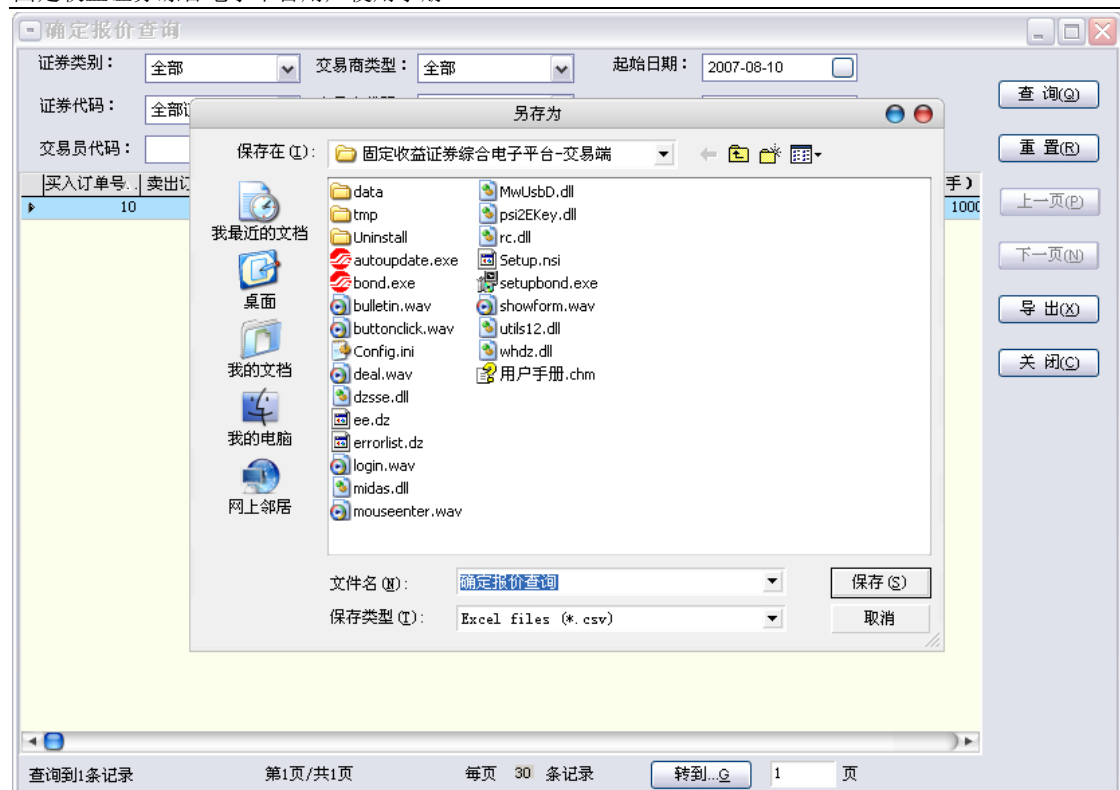 确定报价查询
证券类别： 全部 交易商类型： 全部 起始日期： 2007-08-10
证券代码： 全部
交易员代码：
查 询(Q)
重 置(R)
上一页(P)
下一页(N)
导 出(X)
关 闭(C)
买入订单号.. 卖出订 手)
10 1000
另存为
保存在(I): 固定收益证券综合电子平台-交易端
我最近的文档
桌面
我的文档
我的电脑
网上邻居
data
tmp
Uninstall
autoupdate.exe
bond.exe
bulletin.wav
buttonclick.wav
Config.ini
deal.wav
dzsse.dll
ee.dz
errorlist.dz
login.wav
midas.dll
mouseenter.wav
MwUsbD.dll
psi2EKey.dll
rc.dll
Setup.nsi
setupbond.exe
showform.wav
utils12.dll
whdz.dll
用户手册.chm
文件名(N): 确定报价查询 保存(S)
保存类型(T): Excel files (*.csv) 取消
查询到1条记录 第1页/共1页 每页 30 条记录 转到...G 1 页